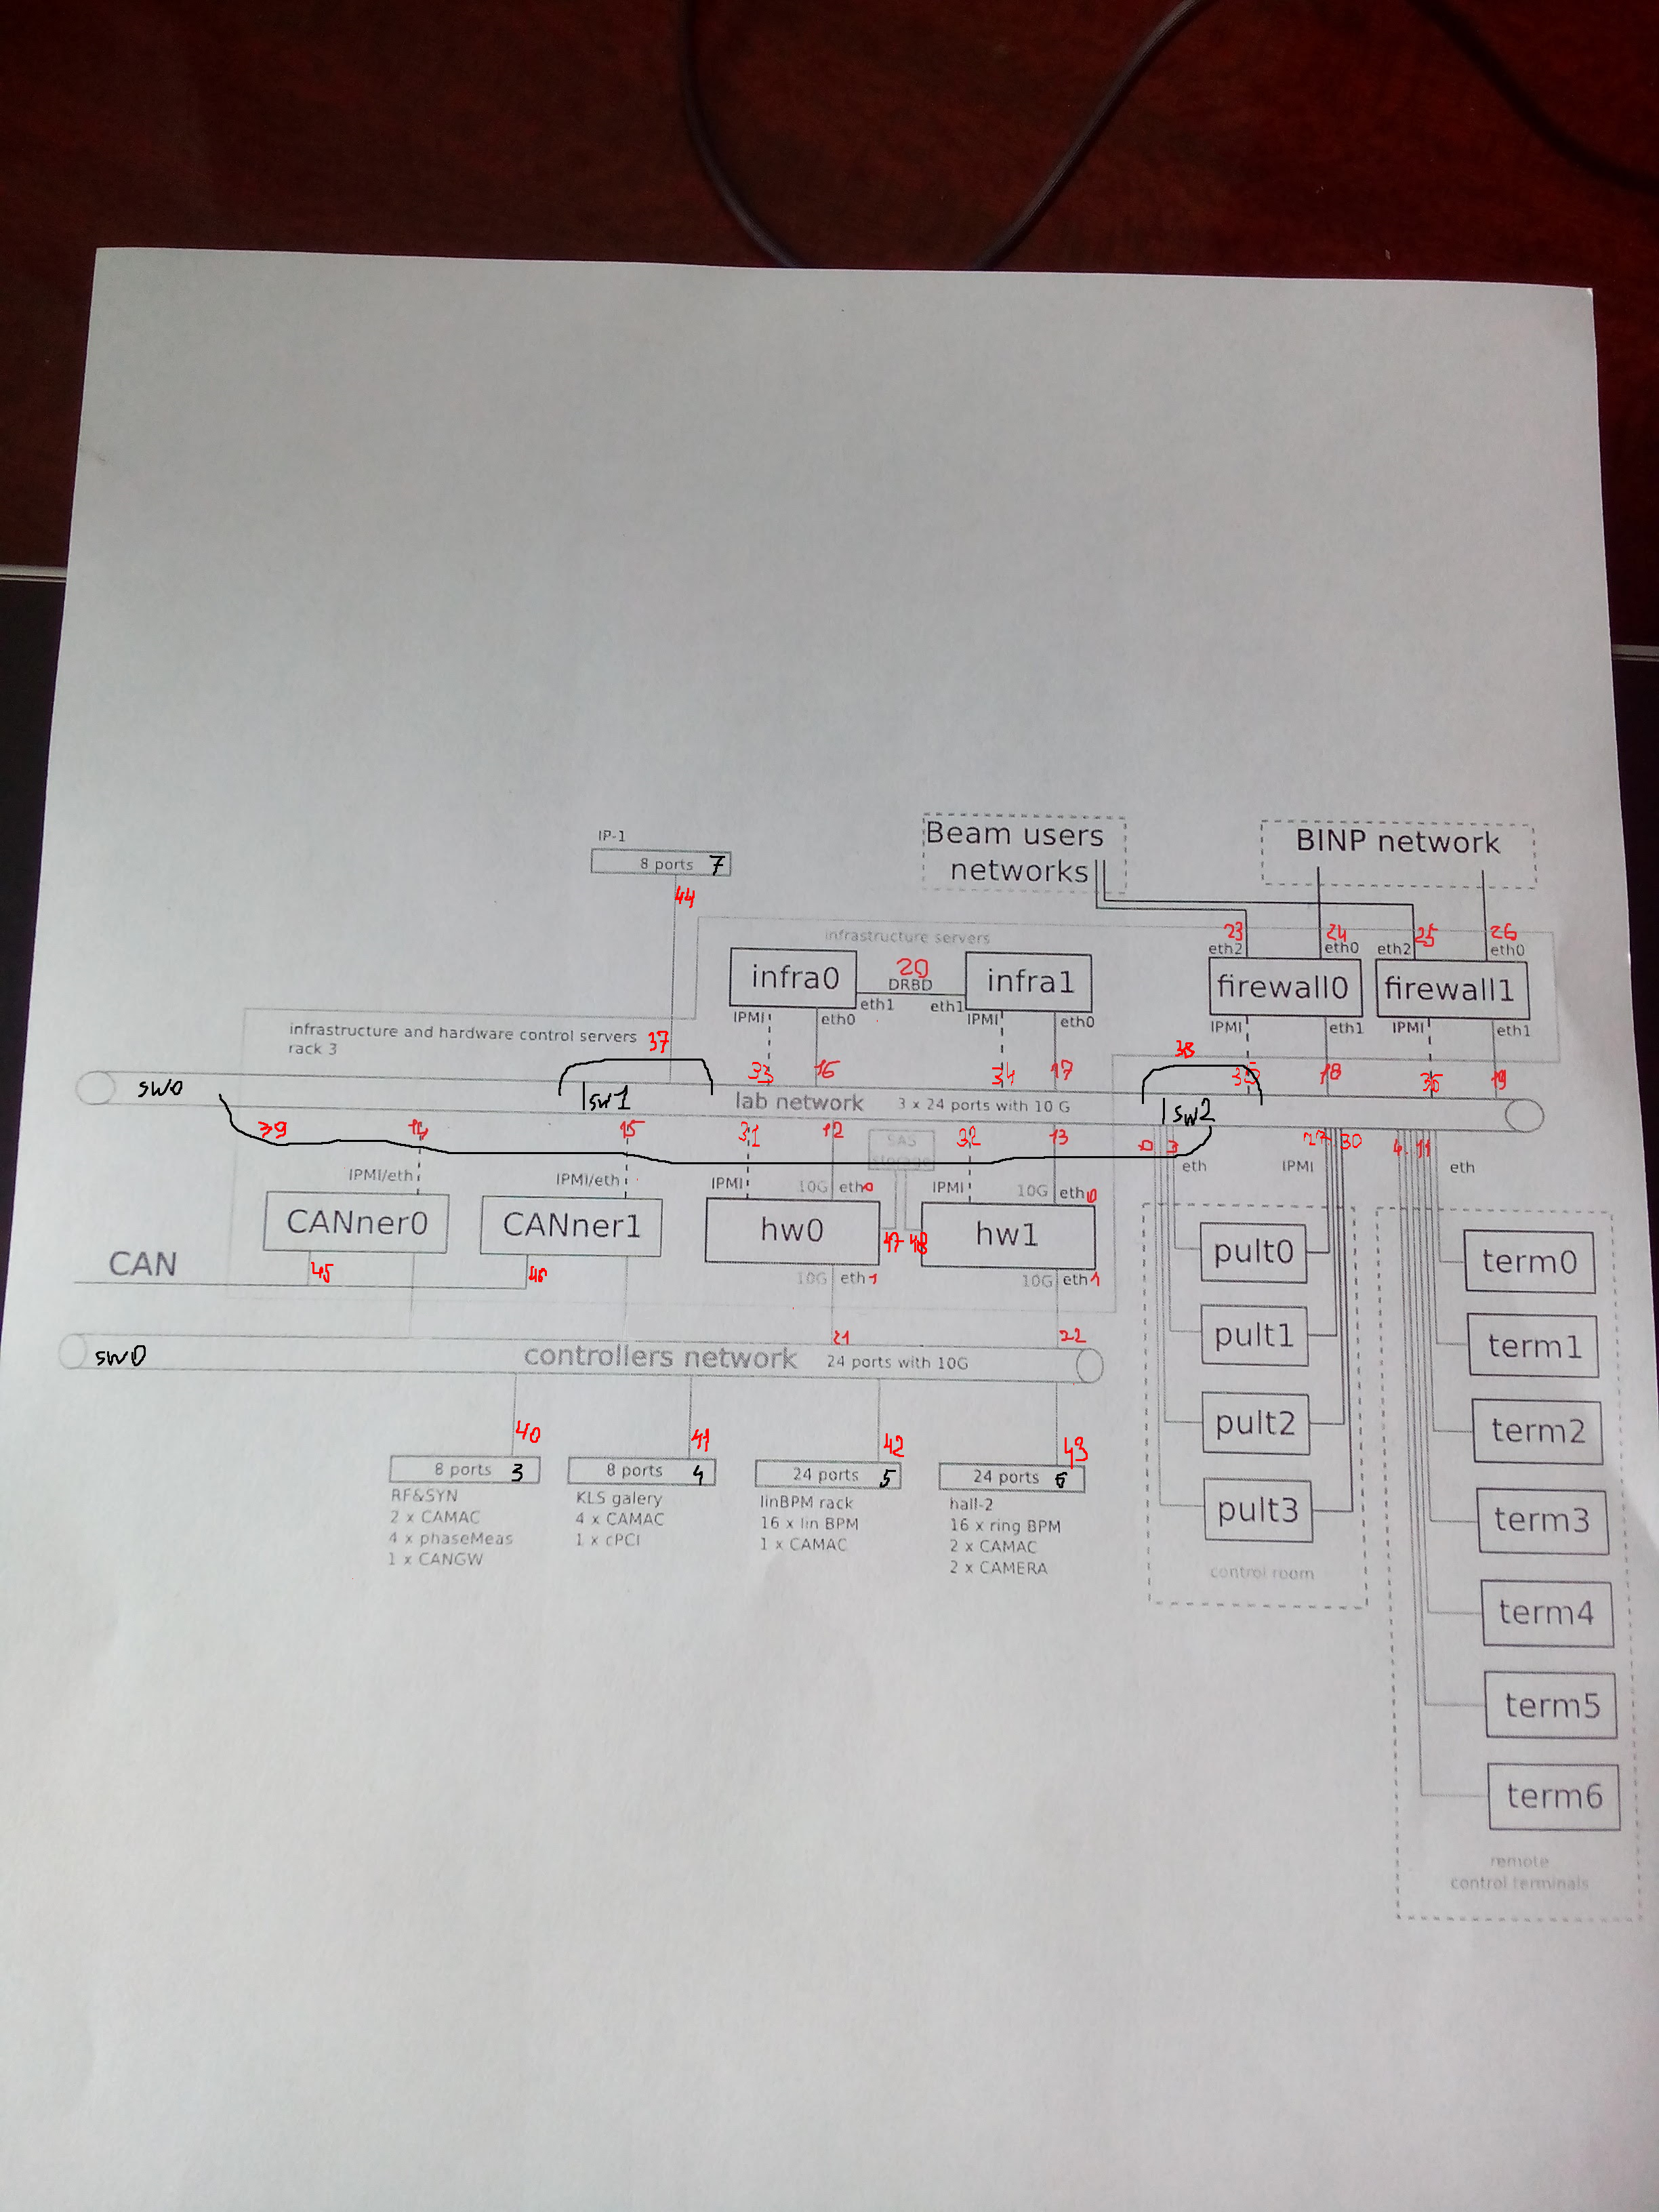 IP-1
8 ports 7
44
Beam users
networks
BINP network
23
24
25
26
eth2
eth0
eth2
eth0
infrastructure servers
infra0
20
DRBD
infra1
eth1
eth1
firewall0
firewall1
IPMI
eth0
IPMI
eth0
IPMI
eth1
IPMI
eth1
infrastructure and hardware control servers
rack 3
37
38
33
16
34
17
35
18
36
19
sw0
sw1
lab network
3 x 24 ports with 10 G
sw2
39
14
15
31
12
SAS
storage
32
13
0
3
27
30
4
11
eth
IPMI
eth
IPMI/eth
IPMI/eth
IPMI
10G
eth0
IPMI
10G
eth0
CANner0
CANner1
hw0
47
48
hw1
CAN
45
46
10G
eth1
10G
eth1
21
22
sw0
controllers network
24 ports with 10G
40
41
42
43
8 ports 3
8 ports 4
24 ports 5
24 ports 6
RF&SYN
2 x CAMAC
4 x phaseMeas
1 x CANGW
KLS galery
4 x CAMAC
1 x cPCI
linBPM rack
16 x lin BPM
1 x CAMAC
hall-2
16 x ring BPM
2 x CAMAC
2 x CAMERA
pult0
pult1
pult2
pult3
control room
term0
term1
term2
term3
term4
term5
term6
remote
control terminals